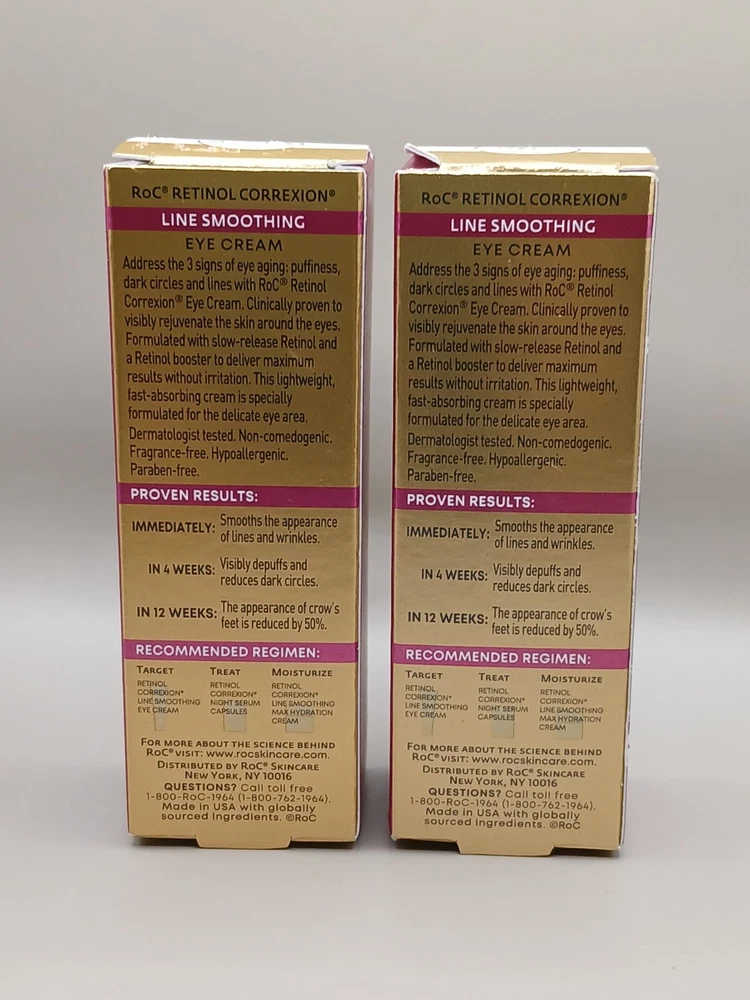 RoC® RETINOL CORREXION®
LINE SMOOTHING
EYE CREAM
Address the 3 signs of eye aging: puffiness,
dark circles and lines with RoC® Retinol
Correxion® Eye Cream. Clinically proven to
visibly rejuvenate the skin around the eyes.
Formulated with slow-release Retinol and
a Retinol booster to deliver maximum
results without irritation. This lightweight,
fast-absorbing cream is specially
formulated for the delicate eye area.
Dermatologist tested. Non-comedogenic.
Fragrance-free. Hypoallergenic.
Paraben-free.
PROVEN RESULTS:
IMMEDIATELY: Smooths the appearance
of lines and wrinkles.
IN 4 WEEKS: Visibly depuffs and
reduces dark circles.
IN 12 WEEKS: The appearance of crow's
feet is reduced by 50%.
RECOMMENDED REGIMEN:
TARGET TREAT MOISTURIZE
RETINOL RETINOL RETINOL
CORREXION® CORREXION® CORREXION®
LINE SMOOTHING NIGHT SERUM LINE SMOOTHING
EYE CREAM CAPSULES MAX HYDRATION
CREAM
FOR MORE ABOUT THE SCIENCE BEHIND
RoC® VISIT: www.rocskincare.com.
DISTRIBUTED BY RoC® SKINCARE
NEW YORK, NY 10016
QUESTIONS? Call toll free
1-800-RoC-1964 (1-800-762-1964).
Made in USA with globally
sourced ingredients. ©RoC
RoC® RETINOL CORREXION®
LINE SMOOTHING
EYE CREAM
Address the 3 signs of eye aging: puffiness,
dark circles and lines with RoC® Retinol
Correxion® Eye Cream. Clinically proven to
visibly rejuvenate the skin around the eyes.
Formulated with slow-release Retinol and
a Retinol booster to deliver maximum
results without irritation. This lightweight,
fast-absorbing cream is specially
formulated for the delicate eye area.
Dermatologist tested. Non-comedogenic.
Fragrance-free. Hypoallergenic.
Paraben-free.
PROVEN RESULTS:
IMMEDIATELY: Smooths the appearance
of lines and wrinkles.
IN 4 WEEKS: Visibly depuffs and
reduces dark circles.
IN 12 WEEKS: The appearance of crow's
feet is reduced by 50%.
RECOMMENDED REGIMEN:
TARGET TREAT MOISTURIZE
RETINOL RETINOL RETINOL
CORREXION® CORREXION® CORREXION®
LINE SMOOTHING NIGHT SERUM LINE SMOOTHING
EYE CREAM CAPSULES MAX HYDRATION
CREAM
FOR MORE ABOUT THE SCIENCE BEHIND
RoC® VISIT: www.rocskincare.com.
DISTRIBUTED BY RoC® SKINCARE
NEW YORK, NY 10016
QUESTIONS? Call toll free
1-800-RoC-1964 (1-800-762-1964).
Made in USA with globally
sourced ingredients. ©RoC